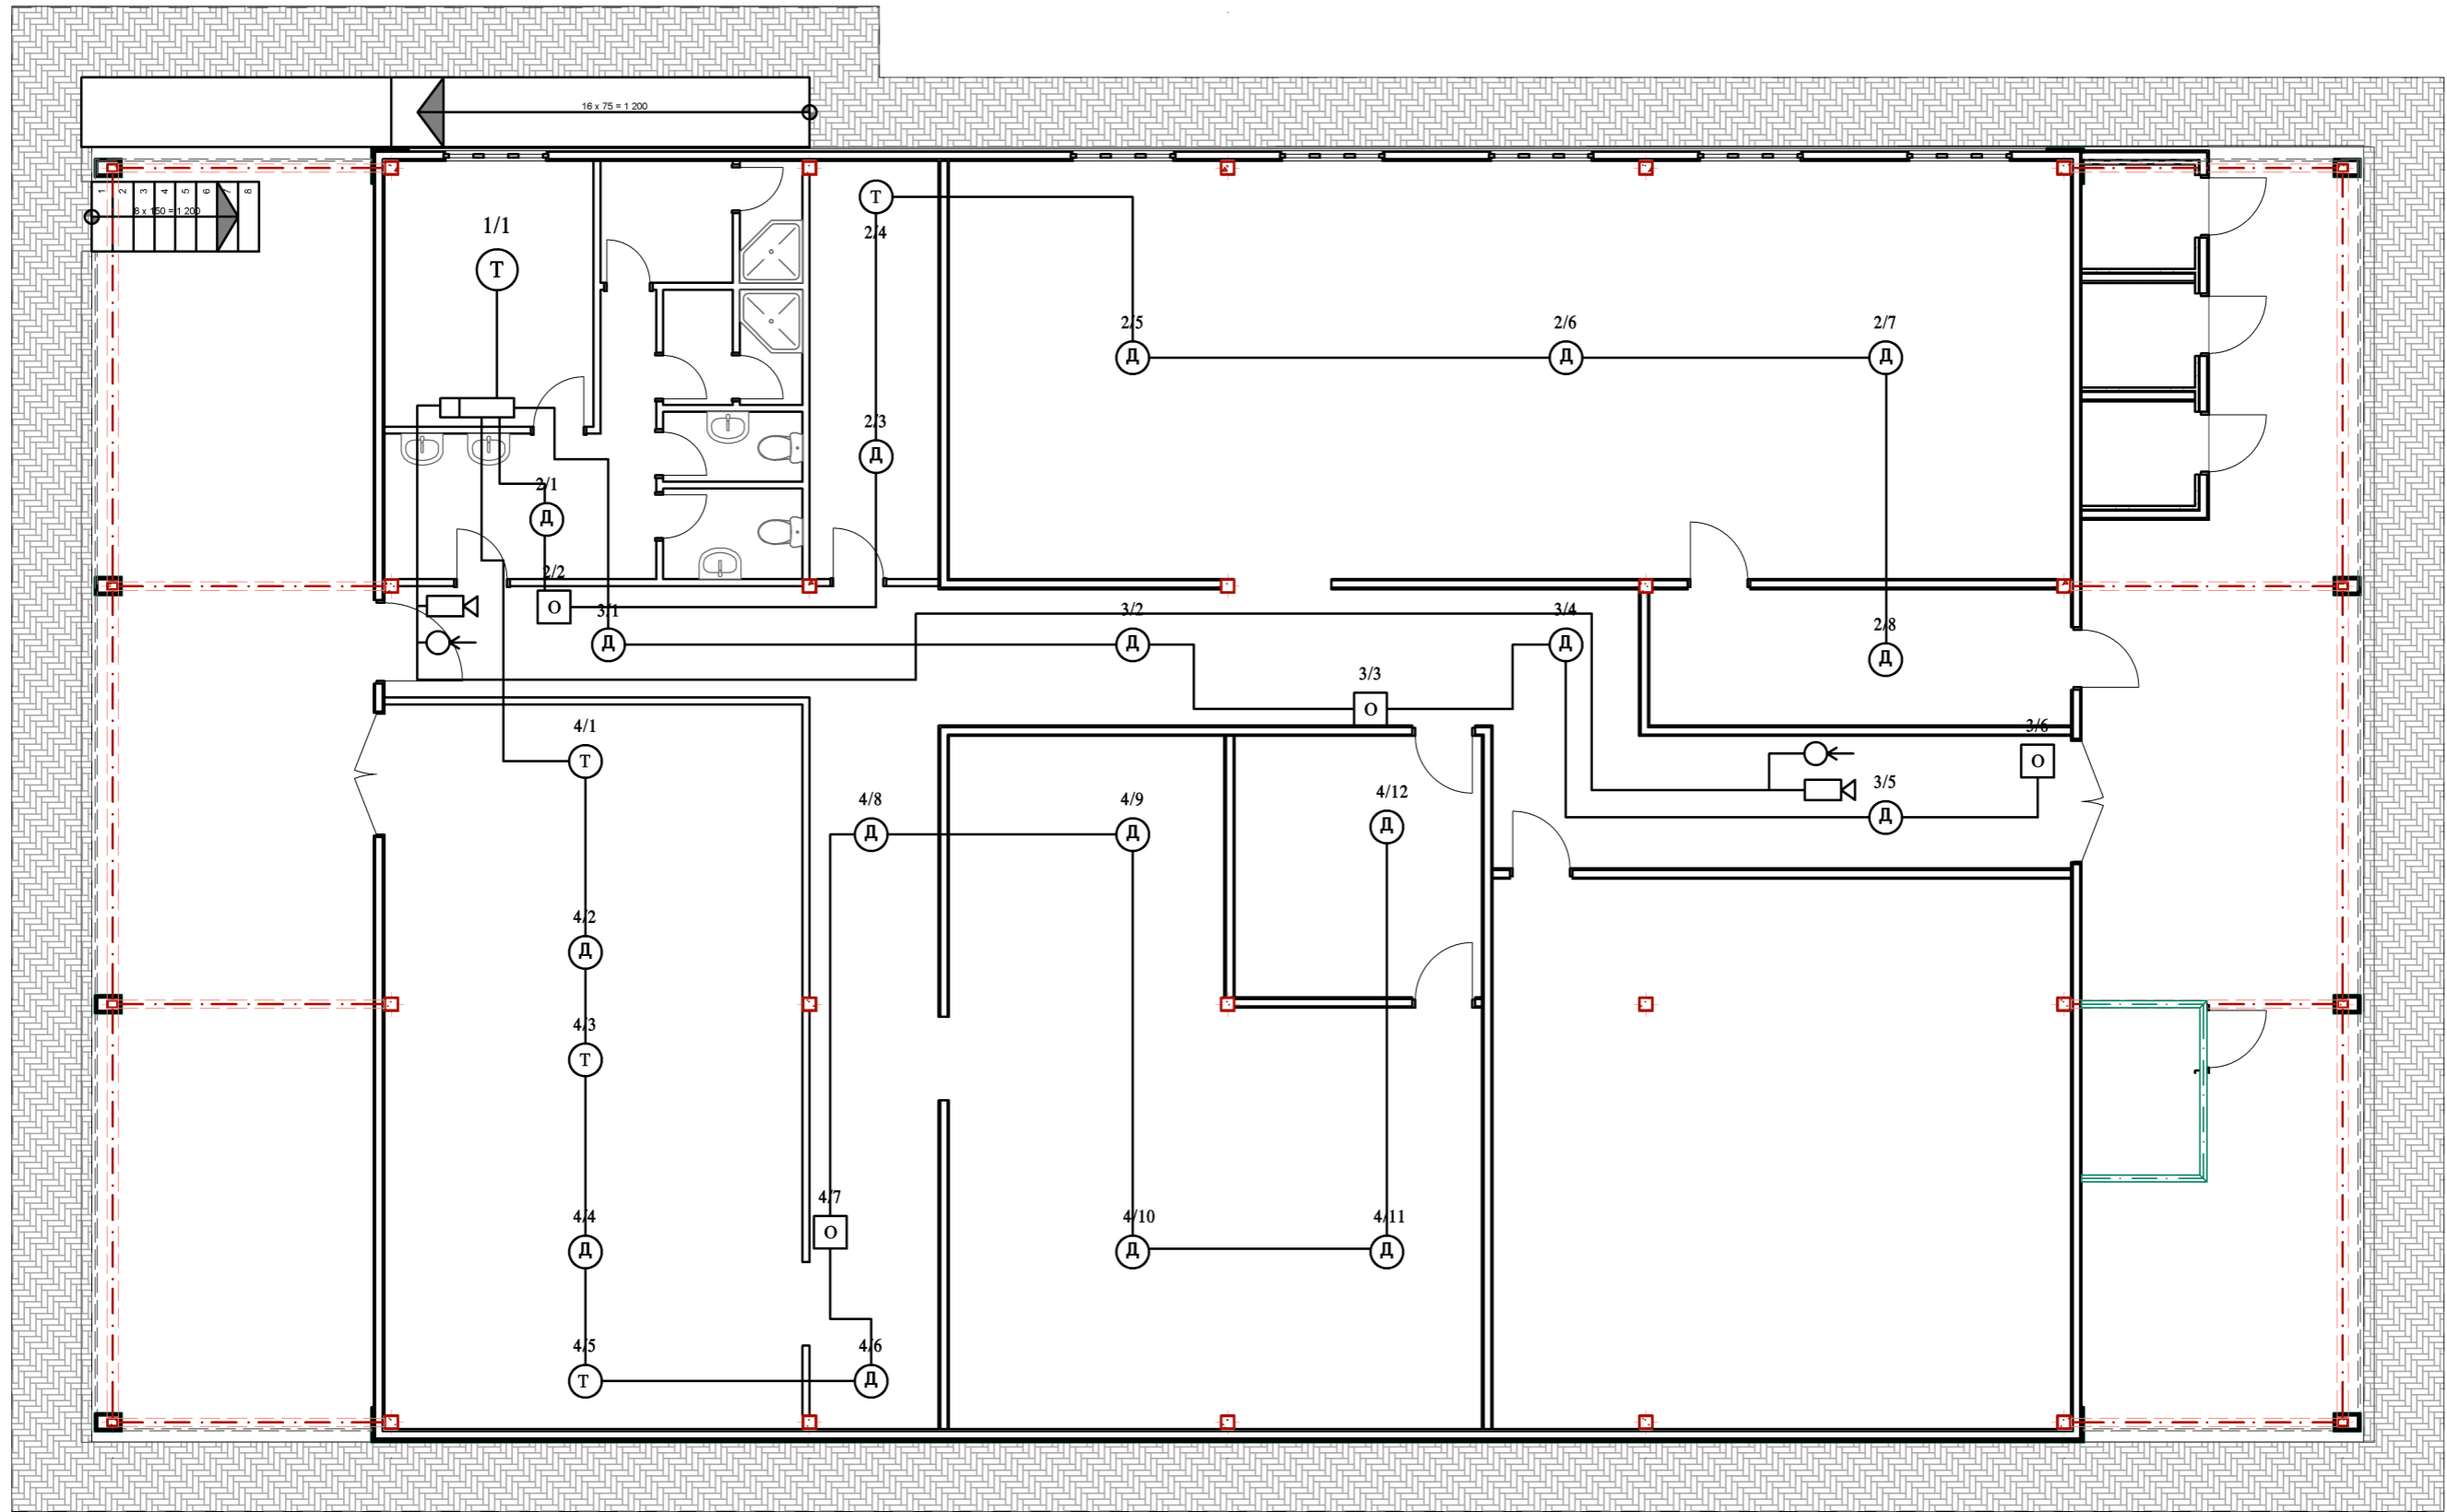 16 x 75 = 1 200
1 2 3 4 5 6 7 8
8 x 150 = 1 200
1/1
Т
Т
2/4
2/5
Д
2/6
Д
2/7
Д
2/3
Д
2/1
Д
2/2
О
3/1
Д
3/2
Д
3/4
Д
2/8
Д
3/3
О
4/1
Т
3/6
О
3/5
Д
4/8
Д
4/9
Д
4/12
Д
4/2
Д
4/3
Т
4/4
Д
4/7
О
4/10
Д
4/11
Д
4/5
Т
4/6
Д